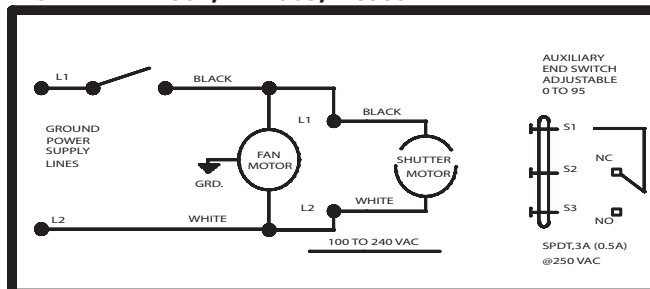 L1
BLACK
GROUND
POWER
SUPPLY
LINES
L2
WHITE
FAN
MOTOR
GRD.
L1
BLACK
SHUTTER
MOTOR
L2
WHITE
100 TO 240 VAC
AUXILIARY
END SWITCH
ADJUSTABLE
0 TO 95
S1
S2
NC
S3
NO
SPDT,3A (0.5A)
@250 VAC